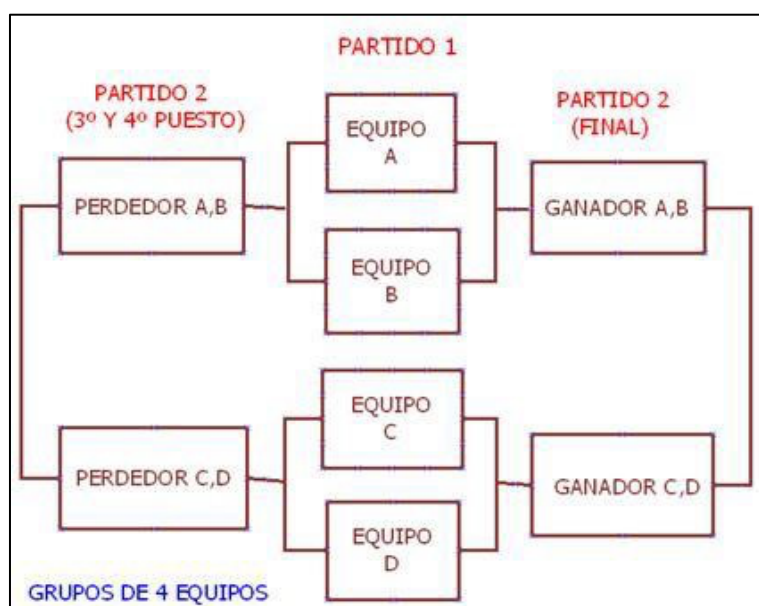 PARTIDO 1
PARTIDO 2
(3º Y 4º PUESTO)
PARTIDO 2
(FINAL)
EQUIPO
A
PERDEDOR A,B
GANADOR A,B
EQUIPO
B
EQUIPO
C
PERDEDOR C,D
GANADOR C,D
EQUIPO
D
GRUPOS DE 4 EQUIPOS